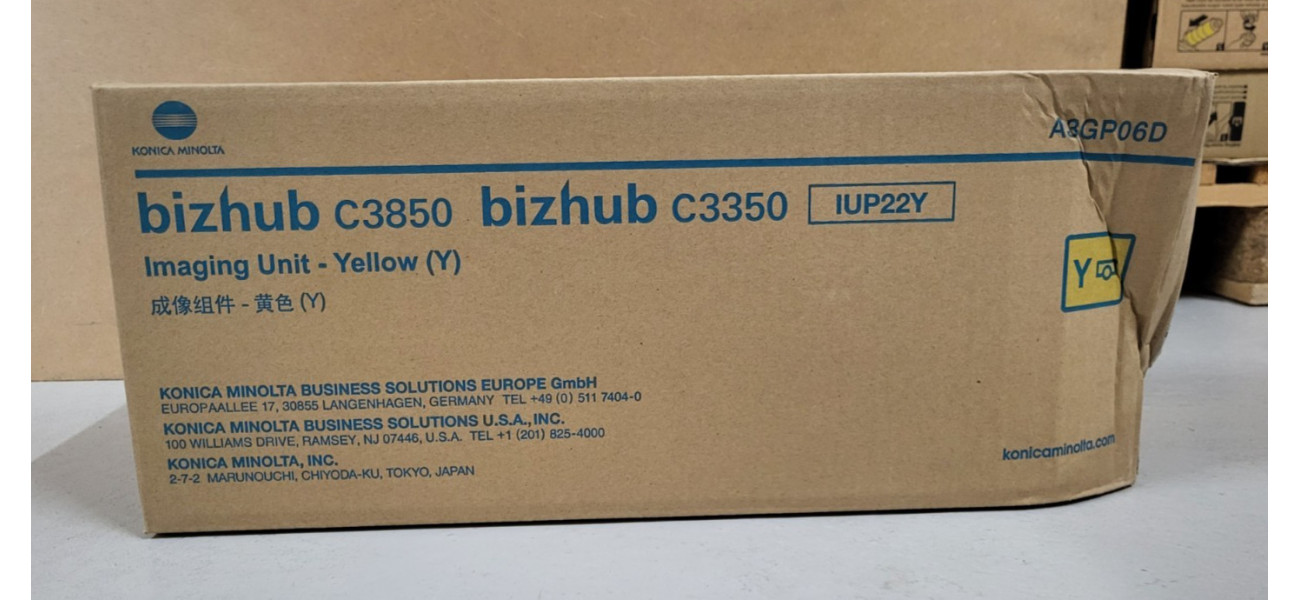 KONICA MINOLTA
A3GP06D
bizhub C3850 bizhub C3350 IUP22Y
Imaging Unit - Yellow (Y)
成像组件 - 黄色 (Y)
Y
KONICA MINOLTA BUSINESS SOLUTIONS EUROPE GmbH
EUROPAALLEE 17, 30855 LANGENHAGEN, GERMANY TEL +49 (0) 511 7404-0
KONICA MINOLTA BUSINESS SOLUTIONS U.S.A., INC.
100 WILLIAMS DRIVE, RAMSEY, NJ 07446, U.S.A. TEL +1 (201) 825-4000
KONICA MINOLTA, INC.
2-7-2 MARUNOUCHI, CHIYODA-KU, TOKYO, JAPAN
konicaminolta.com